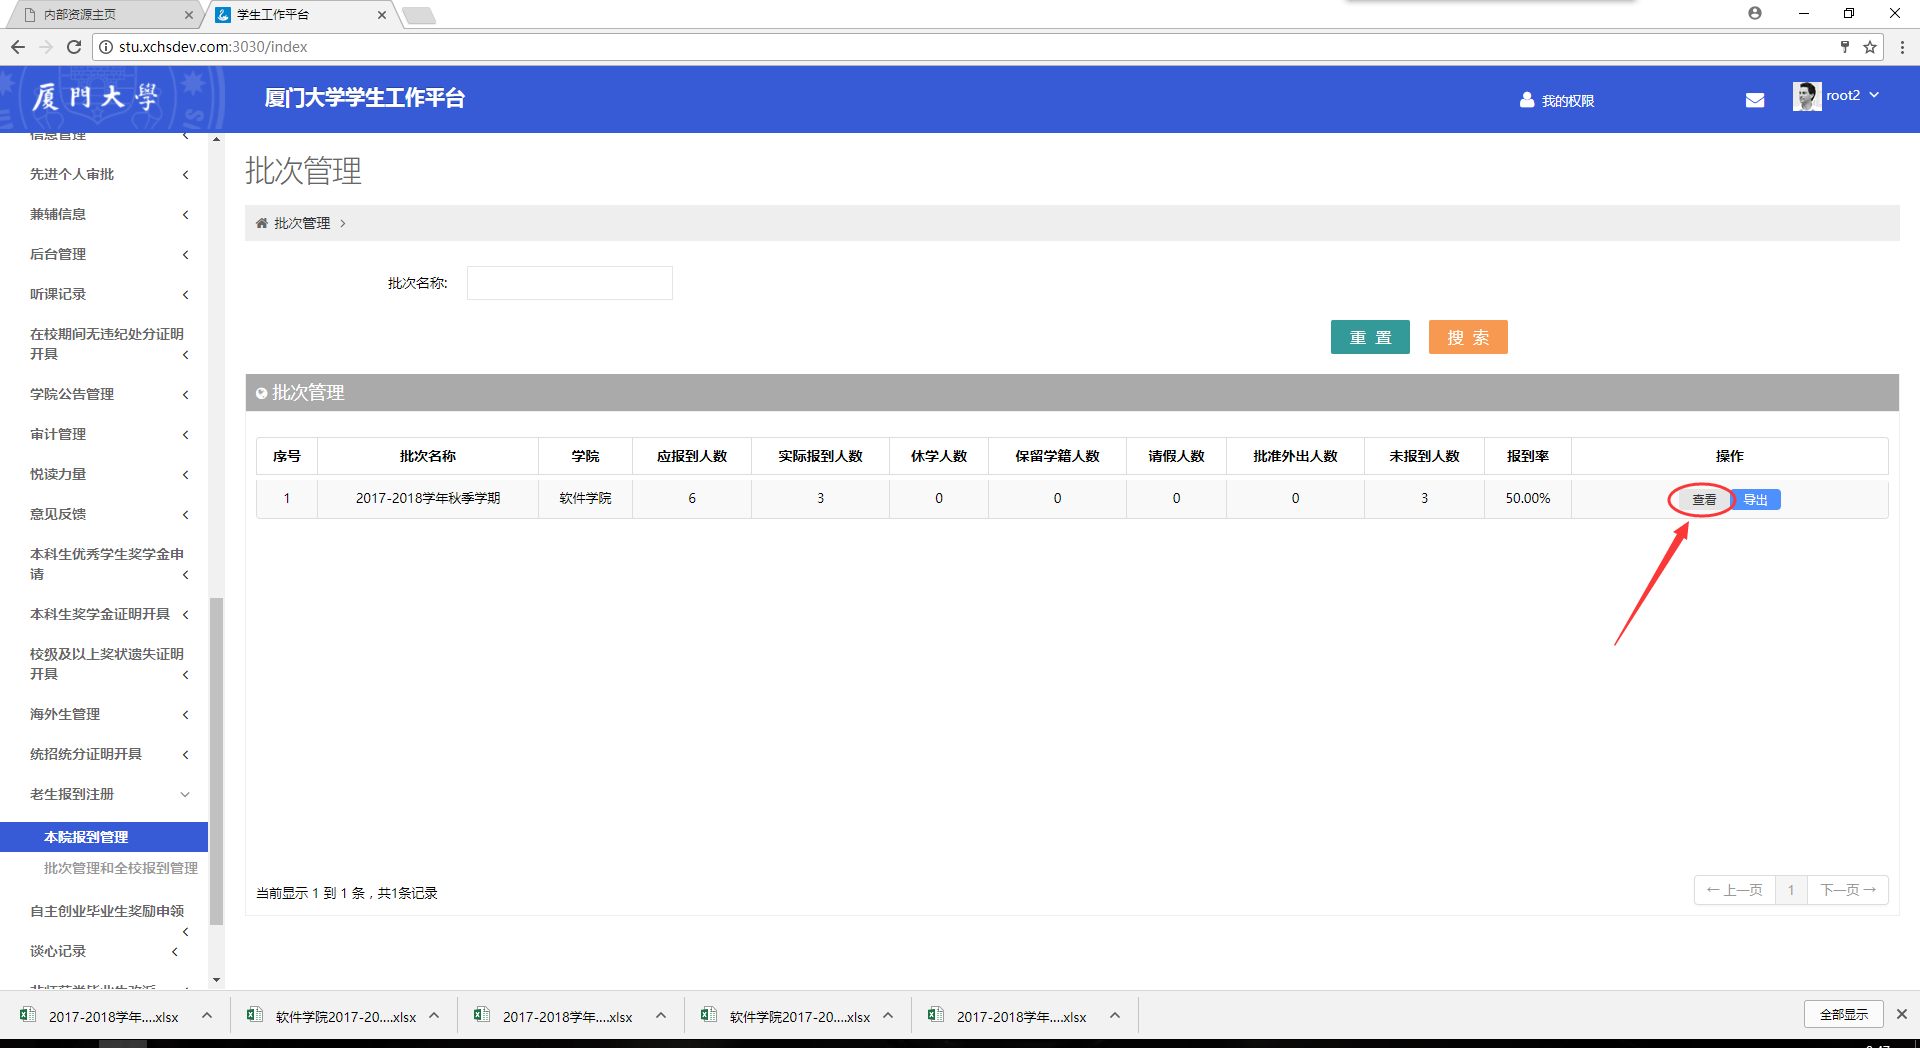 内部资源主页
学生工作平台
stu.xchsdev.com:3030/index
厦門大學
厦门大学学生工作平台
我的权限
root2
信息管理
先进个人审批
兼辅信息
后台管理
听课记录
在校期间无违纪处分证明
开具
学院公告管理
审计管理
悦读力量
意见反馈
本科生优秀学生奖学金申
请
本科生奖学金证明开具
校级及以上奖状遗失证明
开具
海外生管理
统招统分证明开具
老生报到注册
本院报到管理
批次管理和全校报到管理
自主创业毕业生奖励申领
谈心记录
批次管理
批次管理
批次名称:
重 置
搜 索
批次管理
序号 批次名称 学院 应报到人数 实际报到人数 休学人数 保留学籍人数 请假人数 批准外出人数 未报到人数 报到率 操作
1 2017-2018学年秋季学期 软件学院 6 3 0 0 0 0 3 50.00% 查看 导出
当前显示 1 到 1 条，共1条记录
←上一页 1 下一页→
2017-2018学年....xlsx
软件学院2017-20....xlsx
2017-2018学年....xlsx
软件学院2017-20....xlsx
2017-2018学年....xlsx
全部显示